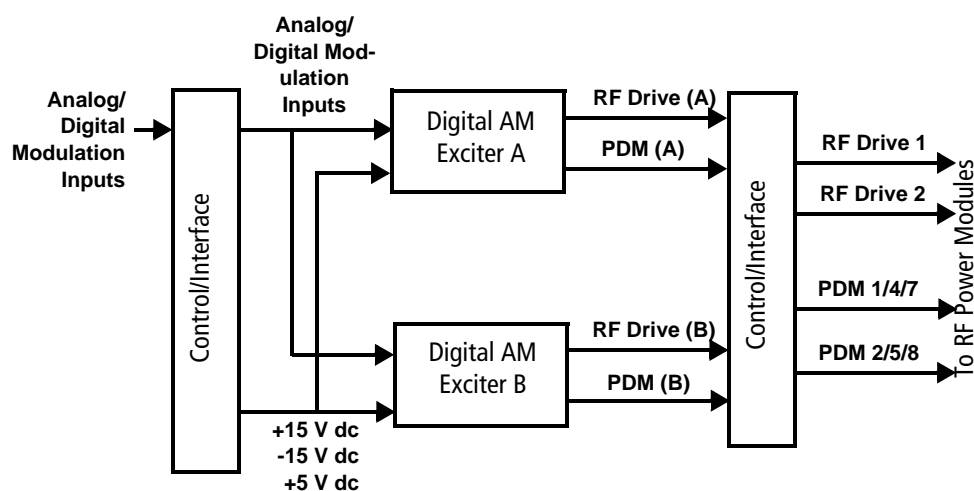 Analog/
Digital
Modulation
Inputs
Control/Interface
Analog/
Digital Mod-
ulation
Inputs
+15 V dc
-15 V dc
+5 V dc
Digital AM
Exciter A
Digital AM
Exciter B
RF Drive (A)
PDM (A)
RF Drive (B)
PDM (B)
Control/Interface
RF Drive 1
RF Drive 2
PDM 1/4/7
PDM 2/5/8
To RF Power Modules